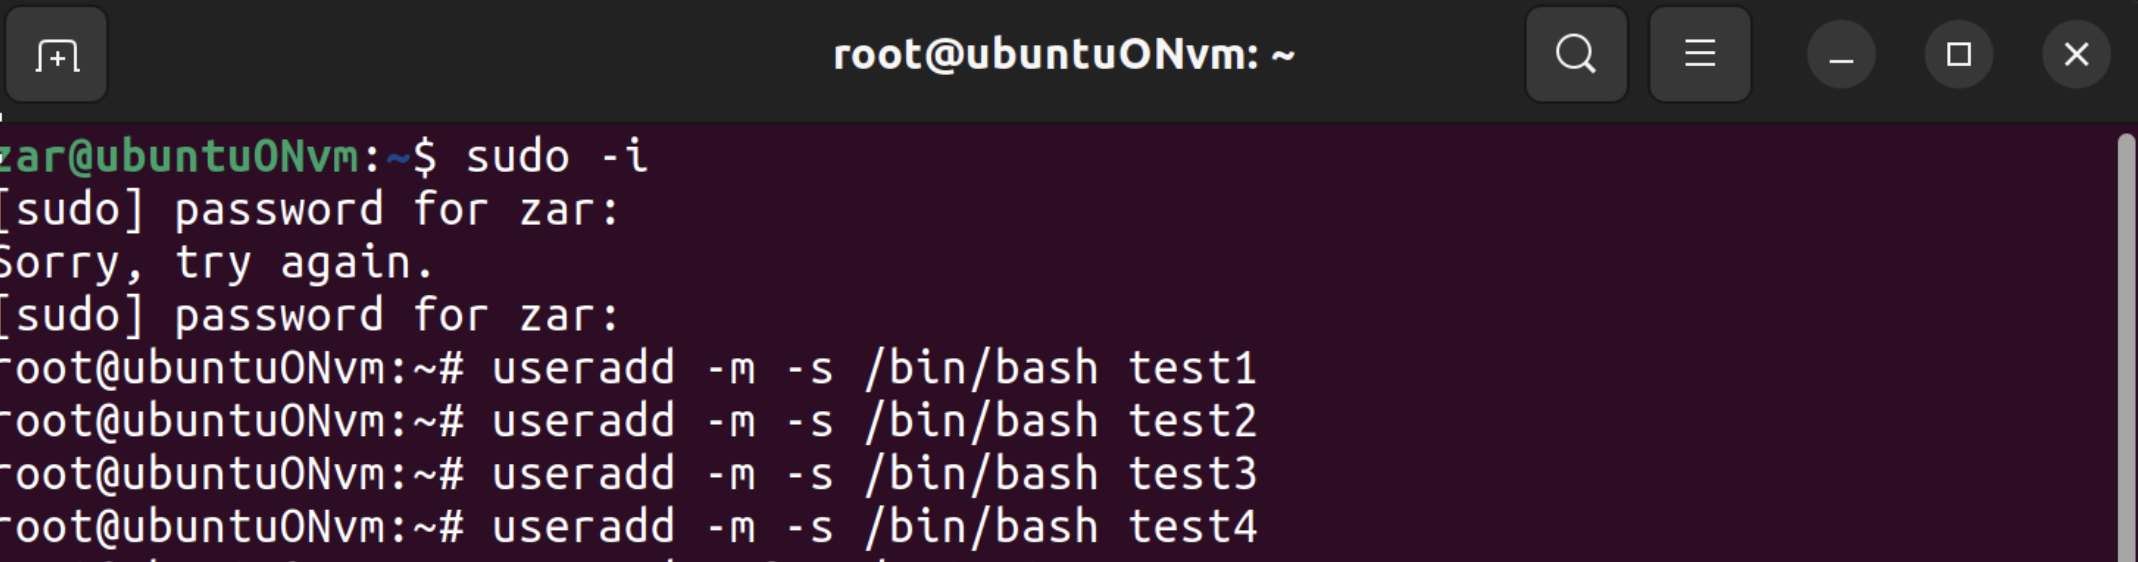 root@ubuntuONvm: ~
zar@ubuntuONvm:~$ sudo -i
[sudo] password for zar:
Sorry, try again.
[sudo] password for zar:
root@ubuntuONvm:~# useradd -m -s /bin/bash test1
root@ubuntuONvm:~# useradd -m -s /bin/bash test2
root@ubuntuONvm:~# useradd -m -s /bin/bash test3
root@ubuntuONvm:~# useradd -m -s /bin/bash test4